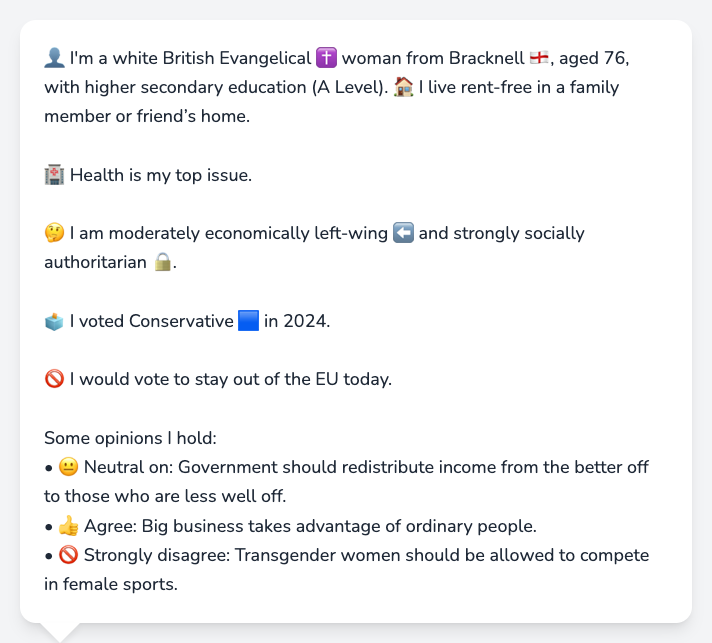 👤 I'm a white British Evangelical ✝️ woman from Bracknell 🏴󠁧󠁢󠁥󠁮󠁧󠁿, aged 76,
with higher secondary education (A Level). 🏠 I live rent-free in a family
member or friend’s home.
🏥 Health is my top issue.
🤔 I am moderately economically left-wing ⬅️ and strongly socially
authoritarian 🔒.
🗳️ I voted Conservative 🟦 in 2024.
🚫 I would vote to stay out of the EU today.
Some opinions I hold:
• 😐 Neutral on: Government should redistribute income from the better off
to those who are less well off.
• 👍 Agree: Big business takes advantage of ordinary people.
• 🚫 Strongly disagree: Transgender women should be allowed to compete
in female sports.